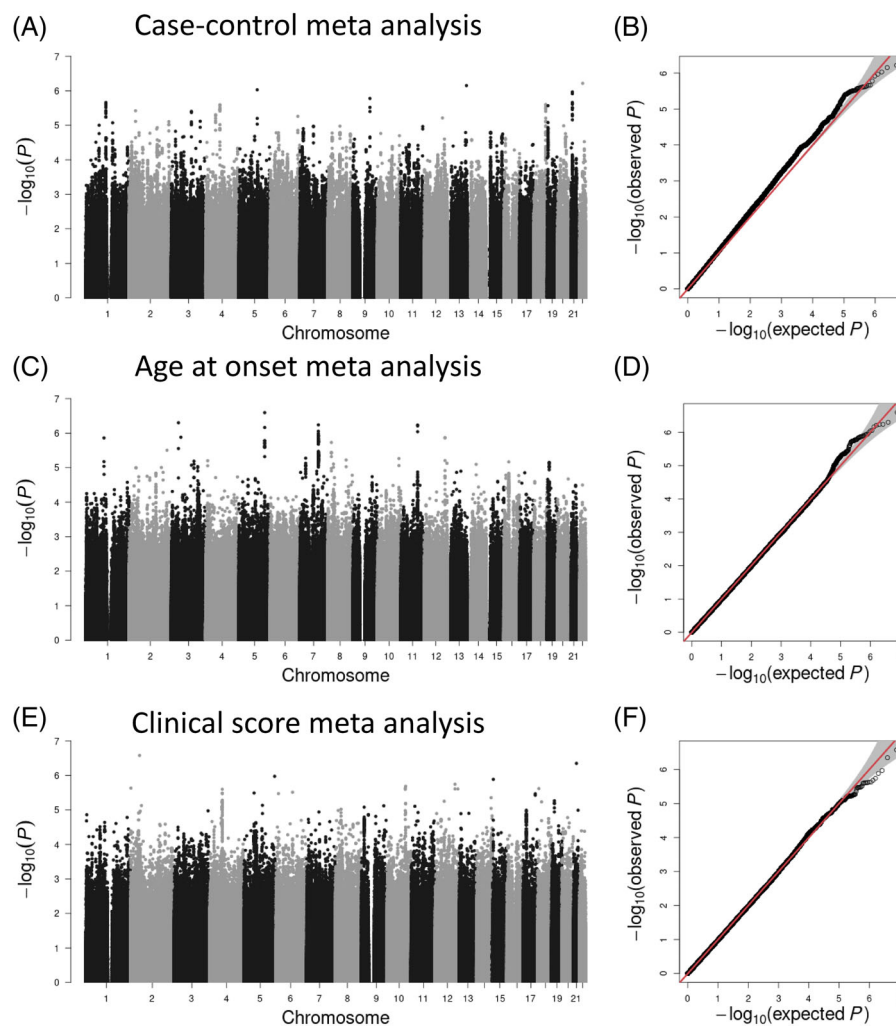 (A) Case-control meta analysis
7
6
5
4
3
2
1
0
−log10(P)
1 2 3 4 5 6 7 8 9 10 11 12 13 14 15 17 19 21
Chromosome
(B)
6
5
4
3
2
1
0
−log10(observed P)
0 1 2 3 4 5 6
−log10(expected P)
(C) Age at onset meta analysis
7
6
5
4
3
2
1
0
−log10(P)
1 2 3 4 5 6 7 8 9 10 11 12 13 14 15 17 19 21
Chromosome
(D)
6
5
4
3
2
1
0
−log10(observed P)
0 1 2 3 4 5 6
−log10(expected P)
(E) Clinical score meta analysis
7
6
5
4
3
2
1
0
−log10(P)
1 2 3 4 5 6 7 8 9 10 11 12 13 14 15 17 19 21
Chromosome
(F)
6
5
4
3
2
1
0
−log10(observed P)
0 1 2 3 4 5 6
−log10(expected P)